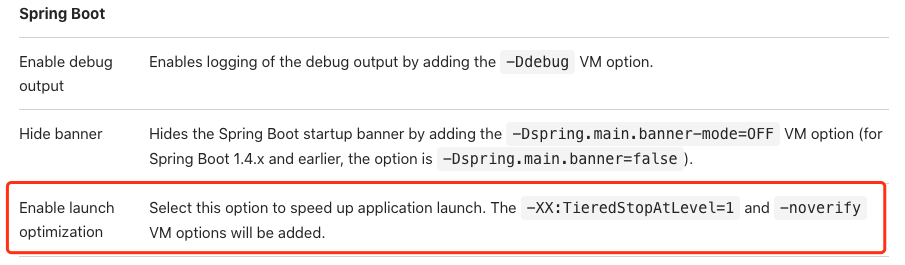 Spring Boot
Enable debug output
Enables logging of the debug output by adding the -Ddebug VM option.
Hide banner
Hides the Spring Boot startup banner by adding the -Dspring.main.banner-mode=OFF VM option (for
Spring Boot 1.4.x and earlier, the option is -Dspring.main.banner=false ).
Enable launch optimization
Select this option to speed up application launch. The -XX:TieredStopAtLevel=1 and -noverify
VM options will be added.